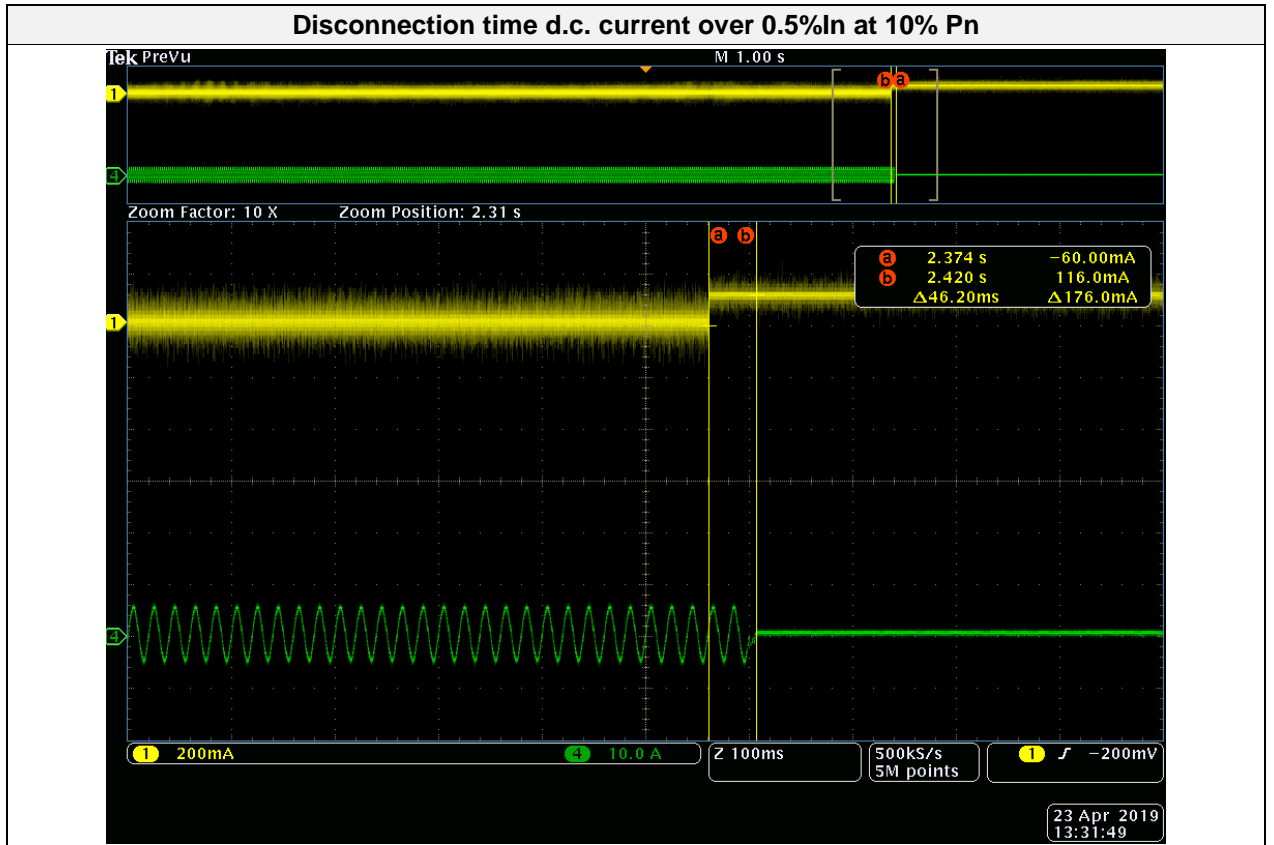 Disconnection time d.c. current over 0.5%In at 10% Pn
Tek PreVu M 1.00 s
b a
1
4
Zoom Factor: 10 X Zoom Position: 2.31 s
a b
a 2.374 s -60.00mA
b 2.420 s 116.0mA
Δ46.20ms Δ176.0mA
1
4
1 200mA 4 10.0 A Z 100ms 500kS/s 1 -200mV
5M points
23 Apr 2019
13:31:49